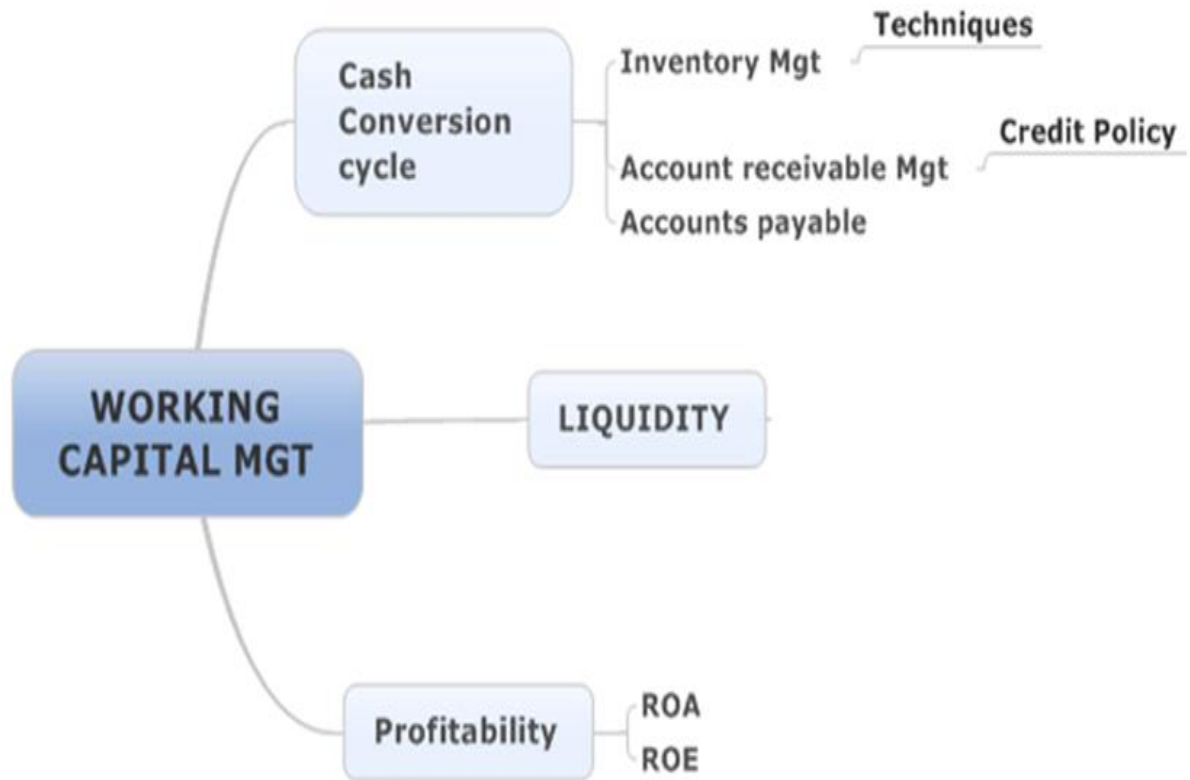 Techniques
Inventory Mgt
Cash
Conversion
cycle
Credit Policy
Account receivable Mgt
Accounts payable
WORKING
CAPITAL MGT
LIQUIDITY
Profitability
ROA
ROE